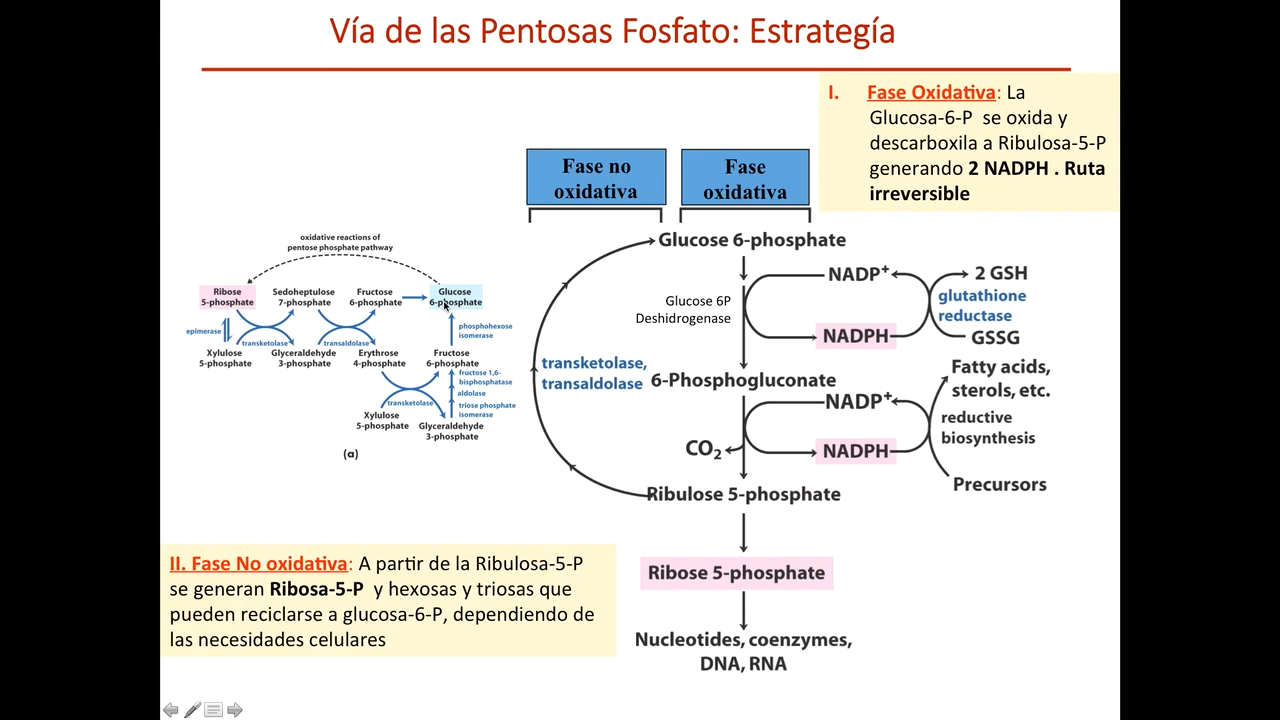 Vía de las Pentosas Fosfato: Estrategía
I. Fase Oxidativa: La
Glucosa-6-P se oxida y
descarboxila a Ribulosa-5-P
generando 2 NADPH . Ruta
irreversible
Fase no
oxidativa
Fase
oxidativa
oxidative reactions of
pentose phosphate pathway
Ribose
5-phosphate
Sedoheptulose
7-phosphate
Fructose
6-phosphate
Glucose
6-phosphate
epimerase
transketolase
transaldolase
phosphohexose
isomerase
Xylulose
5-phosphate
Glyceraldehyde
3-phosphate
Erythrose
4-phosphate
Fructose
6-phosphate
fructose 1,6-
bisphosphatase
aldolase
triose phosphate
isomerase
transketolase
Xylulose
5-phosphate
Glyceraldehyde
3-phosphate
(a)
Glucose 6-phosphate
NADP+
2 GSH
Glucose 6P
Deshidrogenase
glutathione
reductase
NADPH
GSSG
transketolase,
transaldolase
6-Phosphogluconate
Fatty acids,
sterols, etc.
NADP+
reductive
biosynthesis
CO2
NADPH
Precursors
Ribulose 5-phosphate
Ribose 5-phosphate
Nucleotides, coenzymes,
DNA, RNA
II. Fase No oxidativa: A partir de la Ribulosa-5-P
se generan Ribosa-5-P y hexosas y triosas que
pueden reciclarse a glucosa-6-P, dependiendo de
las necesidades celulares